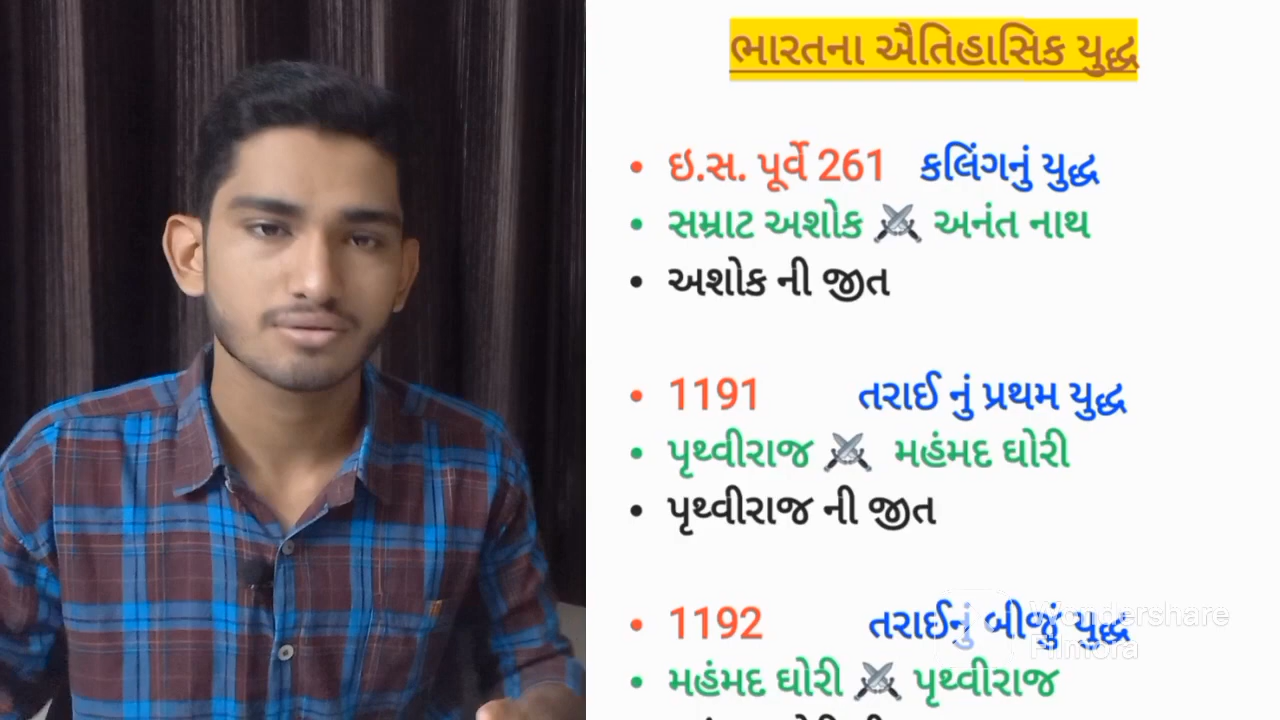 ભારતના ઐતિહાસિક યુદ્ધ
• ઇ.સ. પૂર્વે 261 કલિંગનું યુદ્ધ
• સમ્રાટ અશોક ⚔ અનંત નાથ
• અશોક ની જીત
• 1191 તરાઈ નું પ્રથમ યુદ્ધ
• પૃથ્વીરાજ ⚔ મહંમદ ઘોરી
• પૃથ્વીરાજ ની જીત
• 1192 તરાઈનું બીજું યુદ્ધ
Wondershare
Filmora
• મહંમદ ઘોરી ⚔ પૃથ્વીરાજ